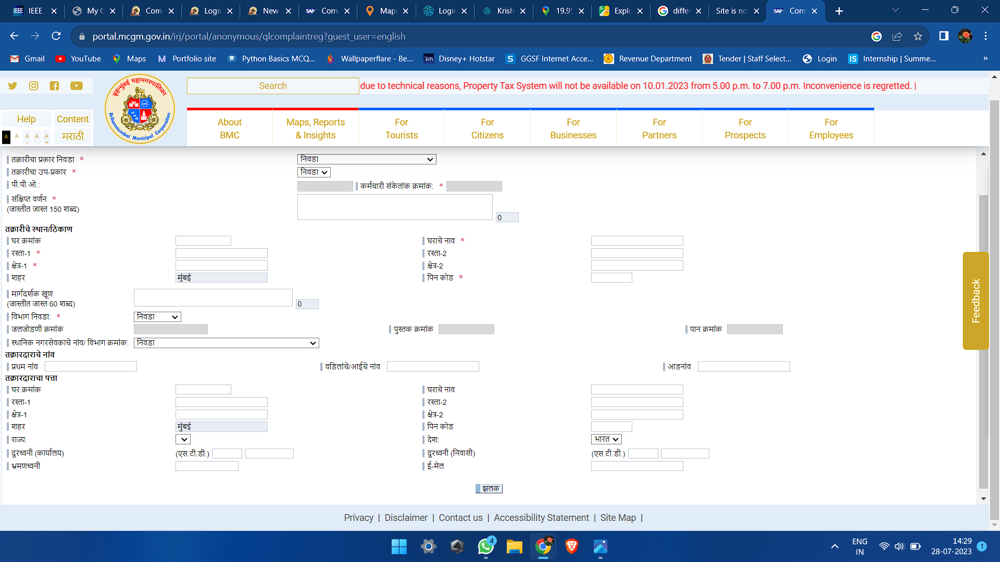 IEEE
My G
Comp
Login
New
SAP Comp
Mapi
Login
Krish
19.95
Explo
differ
Site is no
SAP Com
portal.mcgm.gov.in/irj/portal/anonymous/qlcomplaintreg?guest_user=english
Gmail YouTube Maps Portfolio site Python Basics MCQ... Wallpaperflare - Be... Disney+ Hotstar GGSF Internet Acce... Revenue Department Tender | Staff Select... Login Internship | Summe... »
बृहन्मुंबई महानगरपालिका
Brihanmumbai Municipal Corporation
Search
due to technical reasons, Property Tax System will not be available on 10.01.2023 from 5.00 p.m. to 7.00 p.m. Inconvenience is regretted. |
Help Content
A A A- A A+ मराठी
About BMC
Maps, Reports & Insights
For Tourists
For Citizens
For Businesses
For Partners
For Prospects
For Employees
तक्रारीचा प्रकार निवडा * निवडा
तक्रारीचा उप-प्रकार * निवडा
पी.पी.ओ.: कर्मचारी संकेतांक क्रमांक: *
संक्षिप्त वर्णन *
(जास्तीत जास्त 150 शब्द) 0
तक्रारीचे स्थान/ठिकाण
घर क्रमांक घराचे नाव *
रस्ता-1 * रस्ता-2
क्षेत्र-1 * क्षेत्र-2
शहर मुंबई पिन कोड *
मार्गदर्शक खूण
(जास्तीत जास्त 60 शब्द) 0
विभाग निवडा: * निवडा
जलजोडणी क्रमांक पुस्तक क्रमांक पान क्रमांक
स्थानिक नगरसेवकाचे नांव/ विभाग क्रमांक: निवडा
तक्रारदाराचे नांव
प्रथम नांव वडिलांचे/आईचे नांव आडनांव
तक्रारदाराचा पत्ता
घर क्रमांक घराचे नाव
रस्ता-1 रस्ता-2
क्षेत्र-1 क्षेत्र-2
शहर मुंबई पिन कोड
राज्य: देश: भारत
दूरध्वनी (कार्यालय) (एस.टी.डी.) दूरध्वनी (निवासी) (एस.टी.डी.)
भ्रमणध्वनी ई-मेल
झलक
Feedback
Privacy | Disclaimer | Contact us | Accessibility Statement | Site Map |
4
ENG
IN
14:29
28-07-2023
1